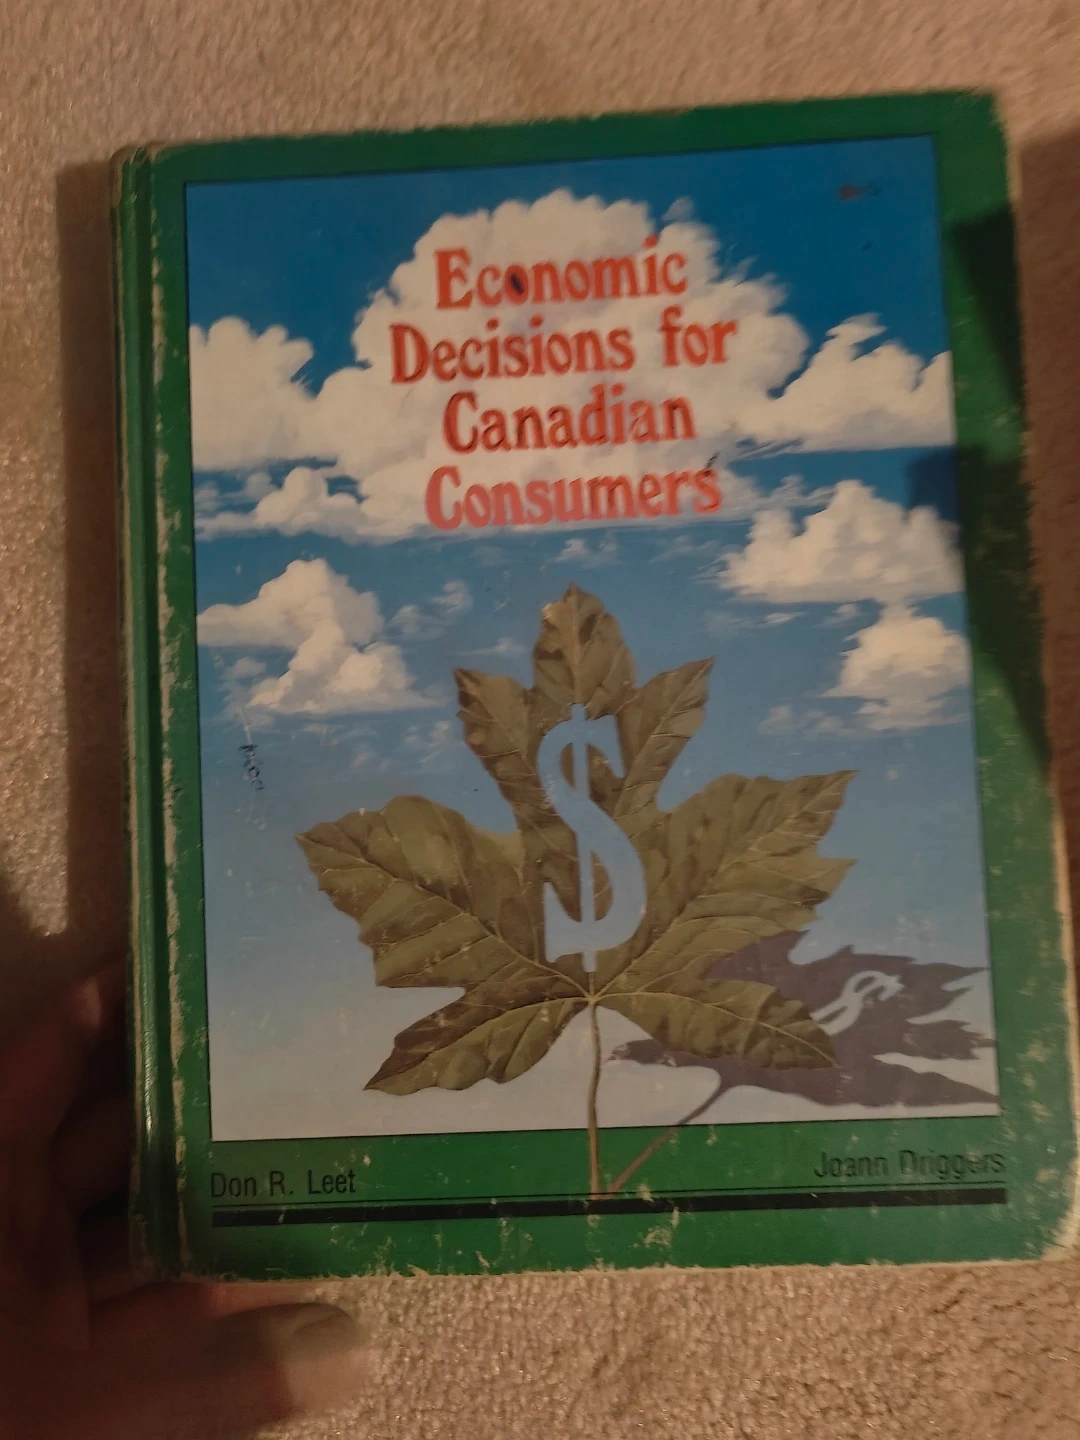 Economic
Decisions for
Canadian
Consumers
$
$
Don R. Leet
Joann Driggers